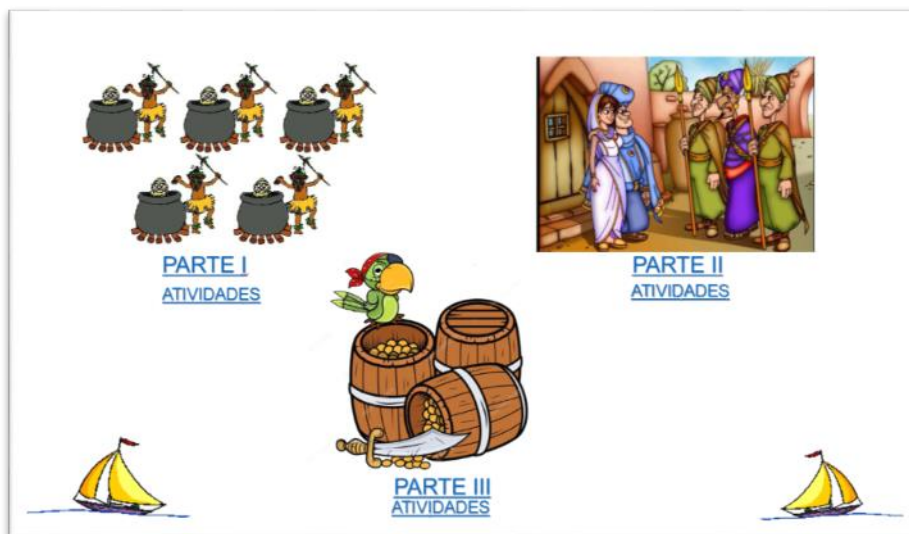 PARTE I
ATIVIDADES
PARTE II
ATIVIDADES
PARTE III
ATIVIDADES